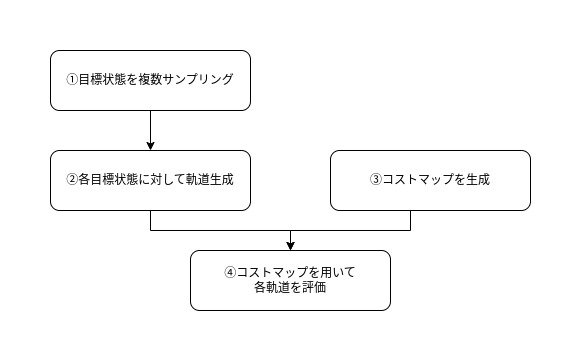 ①目標状態を複数サンプリング
②各目標状態に対して軌道生成
③コストマップを生成
④コストマップを用いて
各軌道を評価